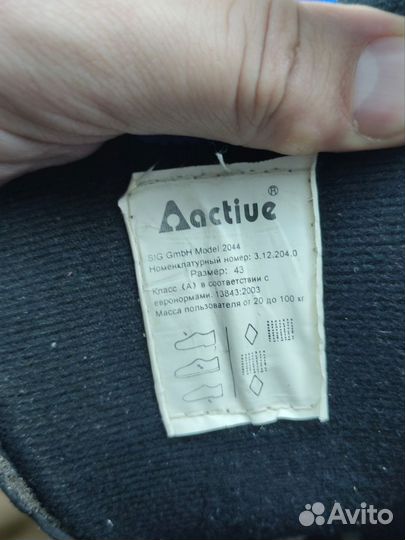 Aactive ®
SIG GmbH Model 2044
Номенклатурный номер: 3.12.204.0
Размер: 43
Класс (А) в соответствии с
евронормами: 13843:2003
Масса пользователя от 20 до 100 кг
Avito